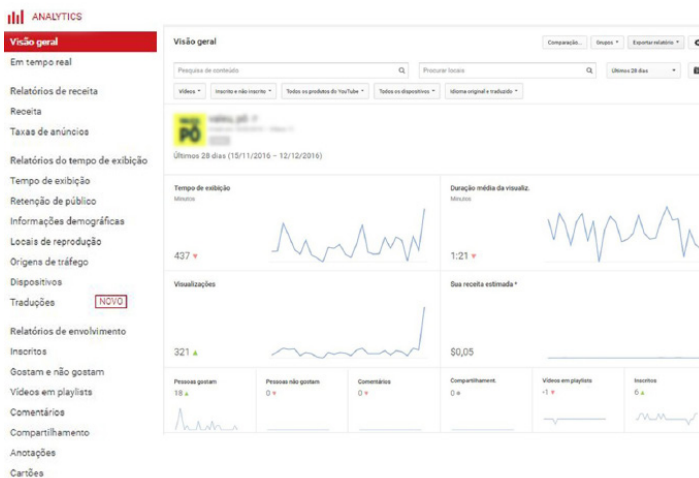 ANALYTICS
Visão geral
Em tempo real
Relatórios de receita
Receita
Taxas de anúncios
Relatórios do tempo de exibição
Tempo de exibição
Retenção de público
Informações demográficas
Locais de reprodução
Origens de tráfego
Dispositivos
Traduções NOVO
Relatórios de envolvimento
Inscritos
Gostam e não gostam
Vídeos em playlists
Comentários
Compartilhamento
Anotações
Cartões
Visão geral
Comparação... Grupos Exportar relatório
Pesquisa de conteúdo
Procurar locais
Últimos 28 dias
Vídeos
Inscrito e não inscrito
Todos os produtos do YouTube
Todos os dispositivos
Idioma original e traduzido
PÔ
valeu, pô
Últimos 28 dias (15/11/2016 – 12/12/2016)
Tempo de exibição
Minutos
437
Duração média da visualiz.
Minutos
1:21
Visualizações
321
Sua receita estimada *
$0,05
Pessoas gostam
18
Pessoas não gostam
0
Comentários
0
Compartilhament.
0
Vídeos em playlists
-1
Inscritos
6